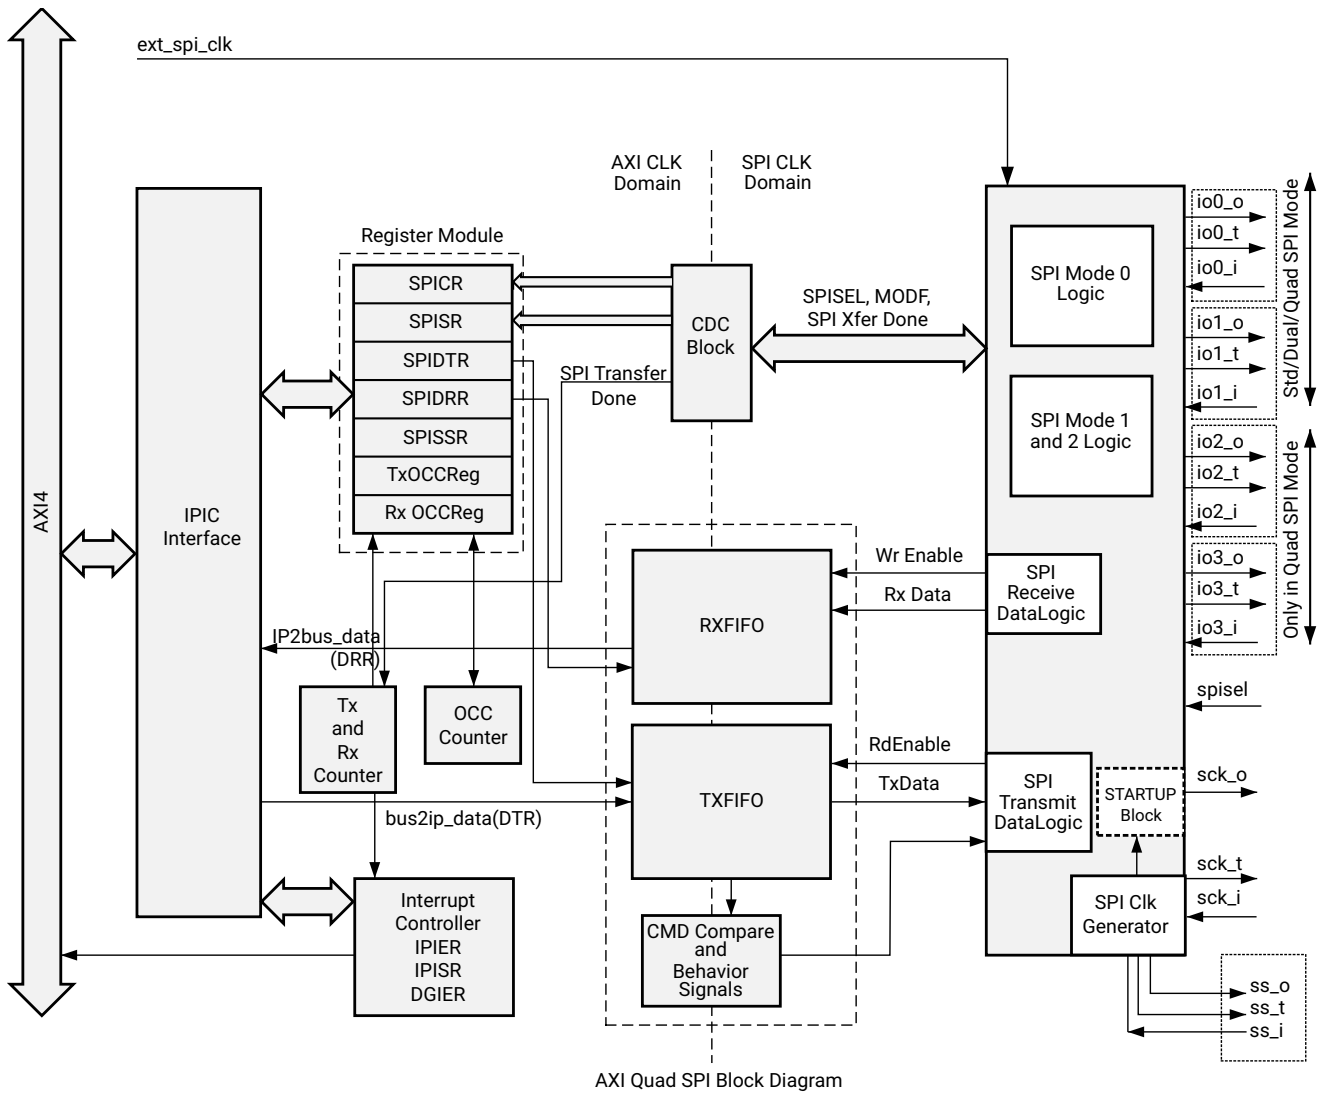 ext_spi_clk
AXI CLK
Domain
SPI CLK
Domain
Register Module
SPICR
SPISR
SPIDTR
SPIDRR
SPISSR
TxOCCReg
Rx OCCReg
CDC
Block
SPISEL, MODF,
SPI Xfer Done
SPI Transfer
Done
AXI4
IPIC
Interface
SPI Mode 0
Logic
SPI Mode 1
and 2 Logic
io0_o
io0_t
io0_i
io1_o
io1_t
io1_i
Std/Dual/Quad SPI Mode
io2_o
io2_t
io2_i
io3_o
io3_t
io3_i
Only in Quad SPI Mode
Wr Enable
Rx Data
SPI
Receive
DataLogic
RXFIFO
IP2bus_data
(DRR)
Tx
and
Rx
Counter
OCC
Counter
spisel
RdEnable
TxData
TXFIFO
SPI
Transmit
DataLogic
STARTUP
Block
sck_o
bus2ip_data(DTR)
sck_t
sck_i
SPI Clk
Generator
Interrupt
Controller
IPIER
IPISR
DGIER
CMD Compare
and
Behavior
Signals
ss_o
ss_t
ss_i
AXI Quad SPI Block Diagram